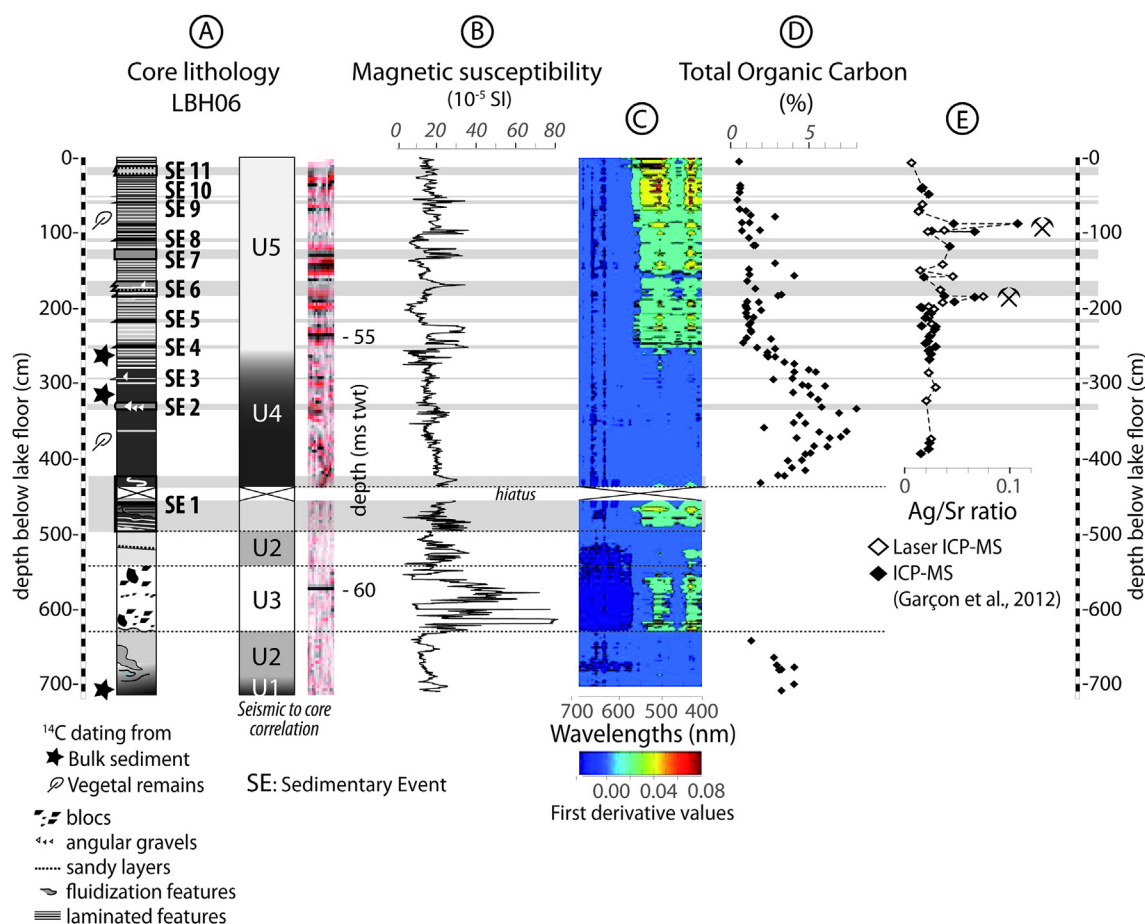 A
B
D
Core lithology
LBH06
Magnetic susceptibility
(10-5 SI)
Total Organic Carbon
(%)
C
E
0 20 40 60 80
0 5
0-
100-
200-
300-
400-
500-
600-
700-
depth below lake floor (cm)
SE 11
SE 10
SE 9
SE 8
SE 7
SE 6
SE 5
SE 4
SE 3
SE 2
SE 1
U5
U4
U2
U3
U2
U1
Seismic to core
correlation
- 55
- 60
depth (ms twt)
hiatus
700 600 500 400
Wavelengths (nm)
0.00 0.04 0.08
First derivative values
0 0.1
Ag/Sr ratio
Laser ICP-MS
ICP-MS
(Garçon et al., 2012)
-0
-100
-200
-300
-400
-500
-600
-700
depth below lake floor (cm)
14C dating from
Bulk sediment
Vegetal remains
SE: Sedimentary Event
blocs
angular gravels
sandy layers
fluidization features
laminated features